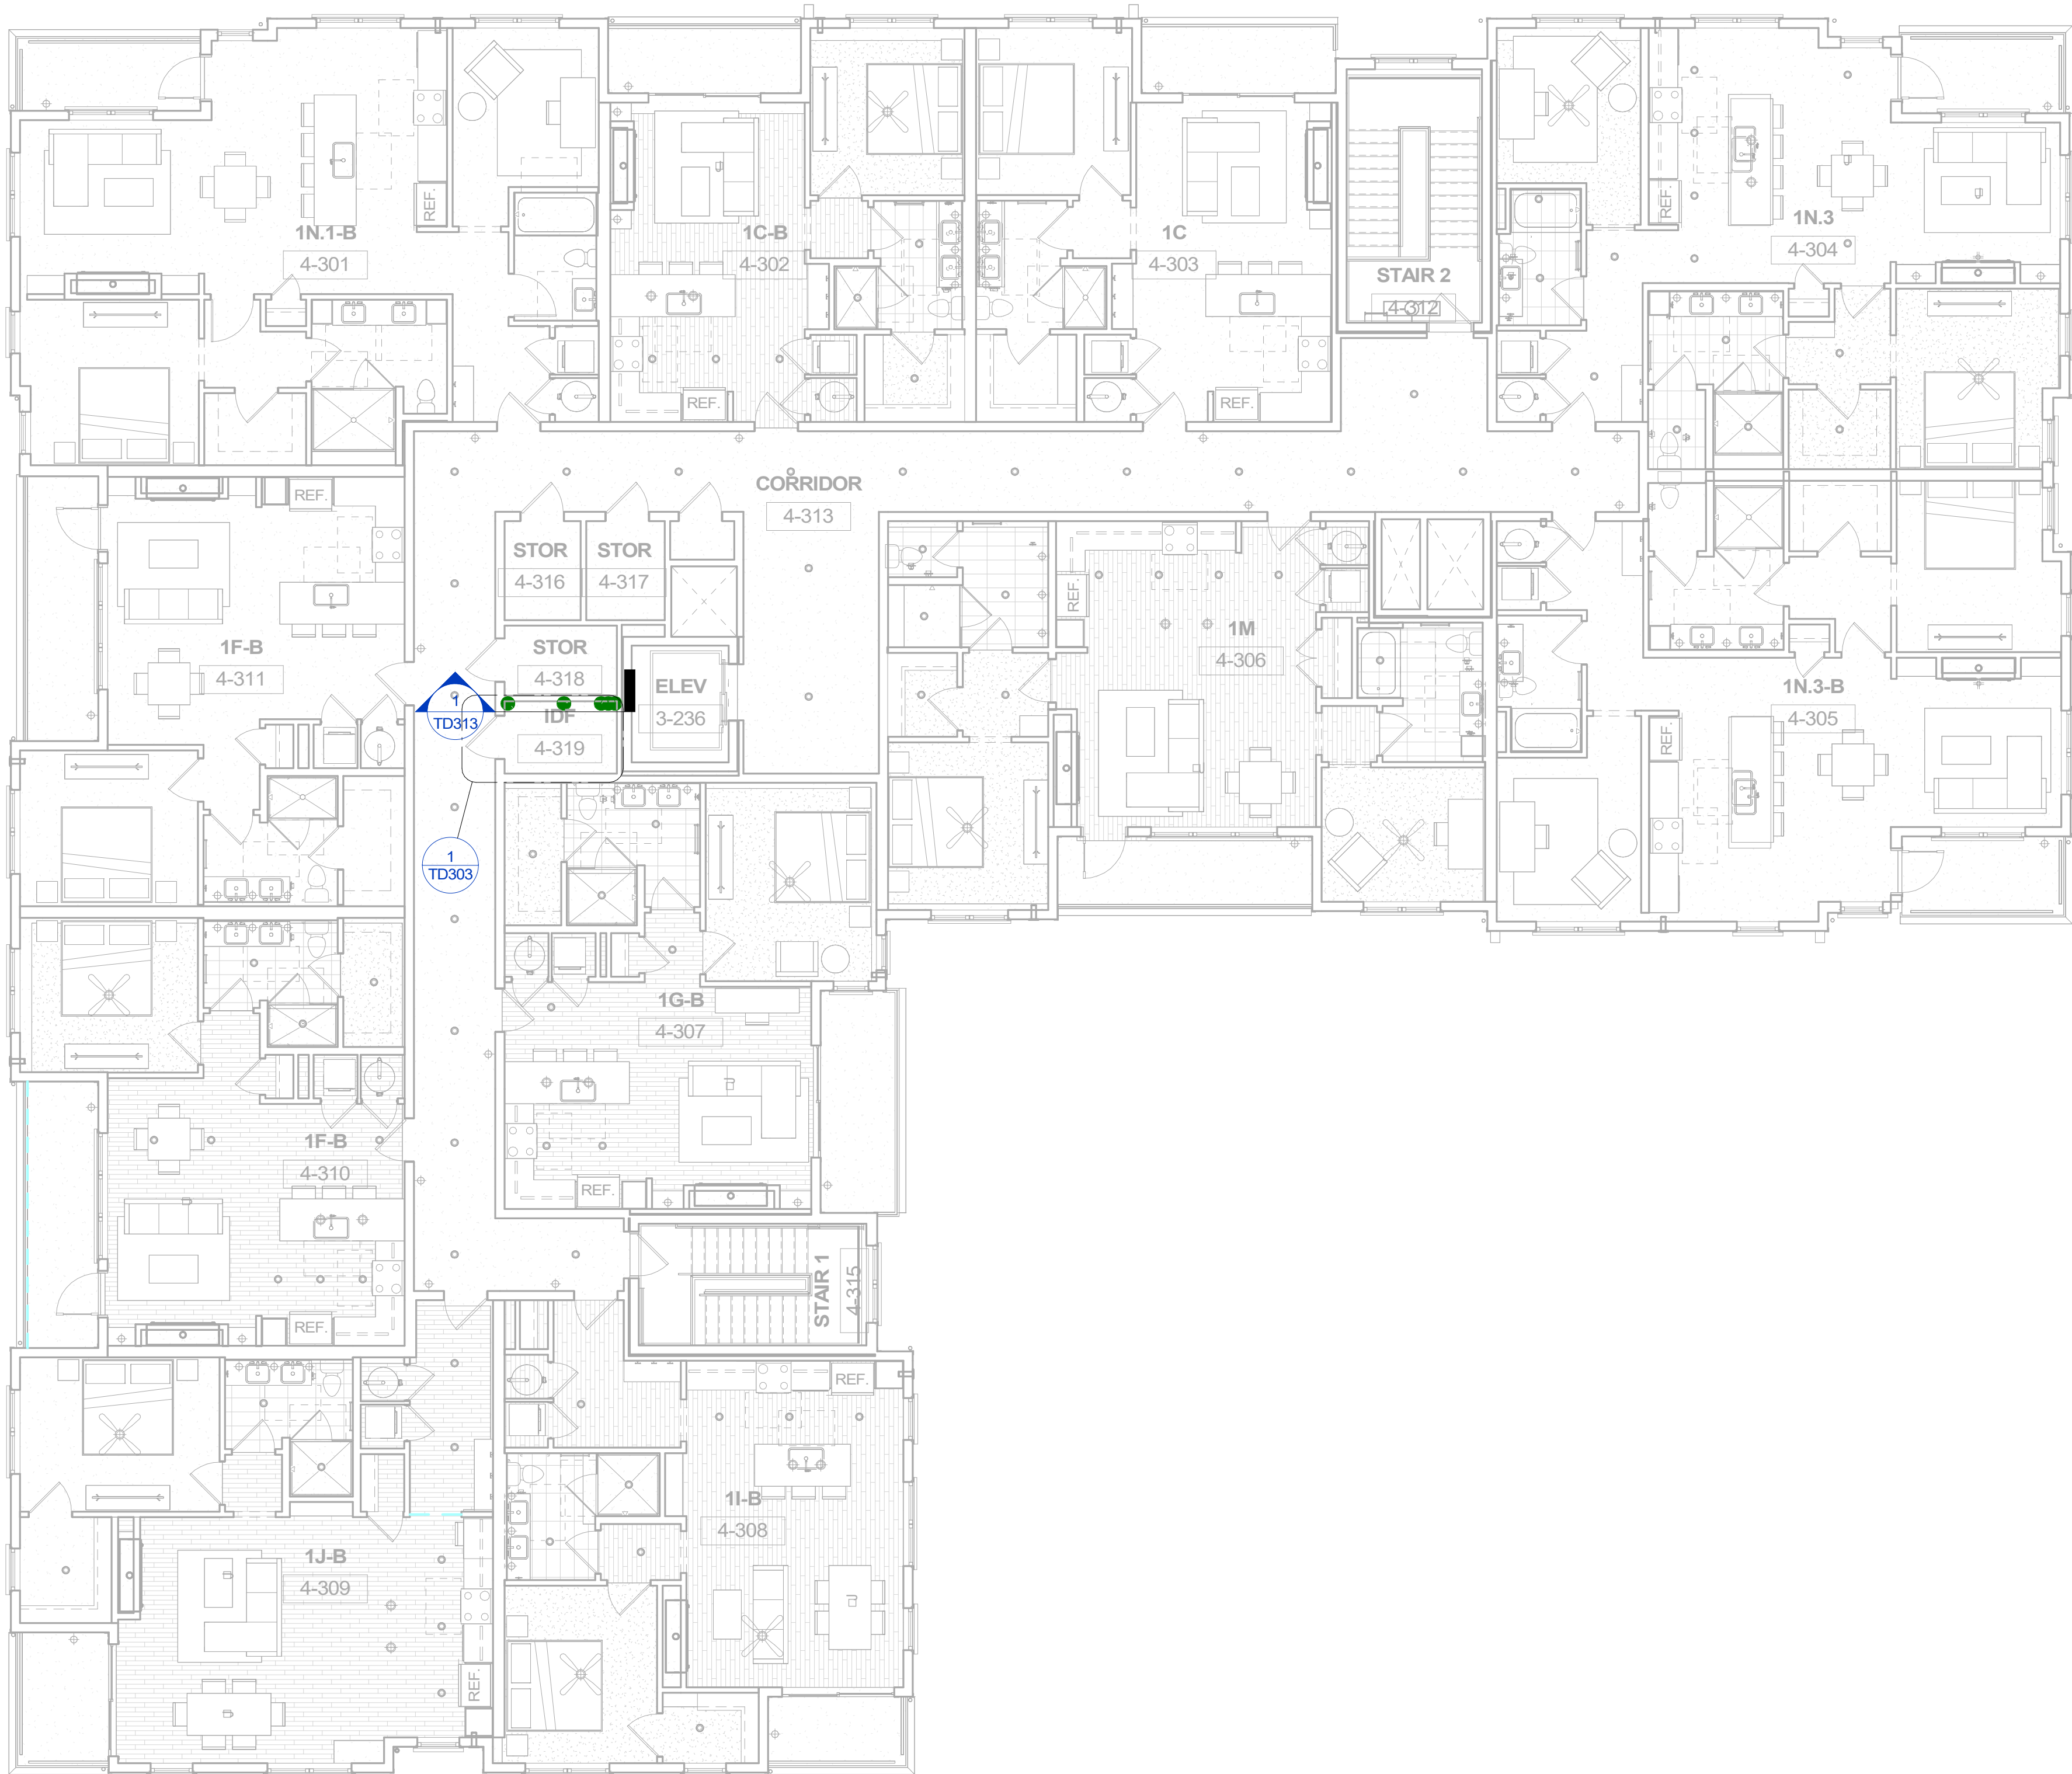 REF.
1N.1-B
4-301
1C-B
4-302
REF.
1C
4-303
REF.
STAIR 2
4-312
REF.
1N.3
4-304
CORRIDOR
4-313
REF.
STOR
4-316
STOR
4-317
1F-B
4-311
STOR
4-318
ELEV
3-236
IDF
4-319
1
TD313
1
TD303
REF.
1M
4-306
1N.3-B
4-305
REF.
1G-B
4-307
REF.
1F-B
4-310
REF.
STAIR 1
4-315
REF.
1I-B
4-308
1J-B
4-309
REF.